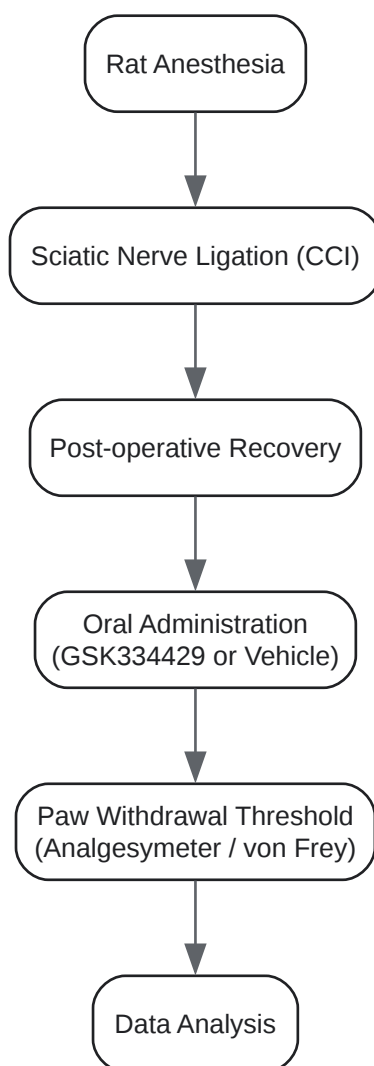 Rat Anesthesia
Sciatic Nerve Ligation (CCI)
Post-operative Recovery
Oral Administration
(GSK334429 or Vehicle)
Paw Withdrawal Threshold
(Analgesymeter / von Frey)
Data Analysis